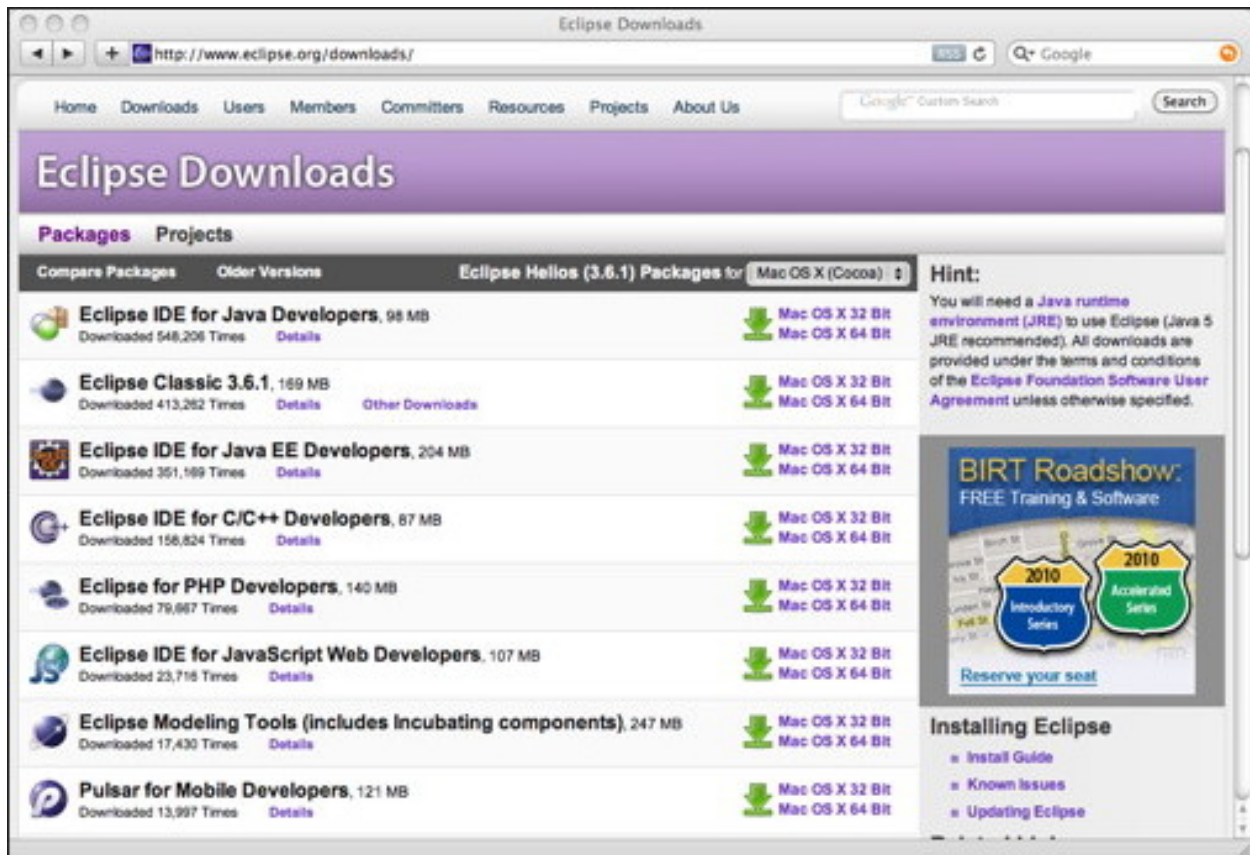 Eclipse Downloads
http://www.eclipse.org/downloads/
RSS
Google
Home Downloads Users Members Committers Resources Projects About Us
Google™ Custom Search
Search
Eclipse Downloads
Packages Projects
Compare Packages Older Versions Eclipse Helios (3.6.1) Packages for Mac OS X (Cocoa)
Eclipse IDE for Java Developers, 98 MB
Downloaded 548,206 Times Details
Mac OS X 32 Bit
Mac OS X 64 Bit
Eclipse Classic 3.6.1, 169 MB
Downloaded 413,262 Times Details Other Downloads
Mac OS X 32 Bit
Mac OS X 64 Bit
Eclipse IDE for Java EE Developers, 204 MB
Downloaded 351,169 Times Details
Mac OS X 32 Bit
Mac OS X 64 Bit
Eclipse IDE for C/C++ Developers, 87 MB
Downloaded 158,824 Times Details
Mac OS X 32 Bit
Mac OS X 64 Bit
Eclipse for PHP Developers, 140 MB
Downloaded 79,667 Times Details
Mac OS X 32 Bit
Mac OS X 64 Bit
Eclipse IDE for JavaScript Web Developers, 107 MB
Downloaded 23,716 Times Details
Mac OS X 32 Bit
Mac OS X 64 Bit
Eclipse Modeling Tools (includes Incubating components), 247 MB
Downloaded 17,430 Times Details
Mac OS X 32 Bit
Mac OS X 64 Bit
Pulsar for Mobile Developers, 121 MB
Downloaded 13,997 Times Details
Mac OS X 32 Bit
Mac OS X 64 Bit
Hint:
You will need a Java runtime
environment (JRE) to use Eclipse (Java 5
JRE recommended). All downloads are
provided under the terms and conditions
of the Eclipse Foundation Software User
Agreement unless otherwise specified.
BIRT Roadshow:
FREE Training & Software
2010
Introductory
Series
2010
Accelerated
Series
Reserve your seat
Installing Eclipse
Install Guide
Known Issues
Updating Eclipse